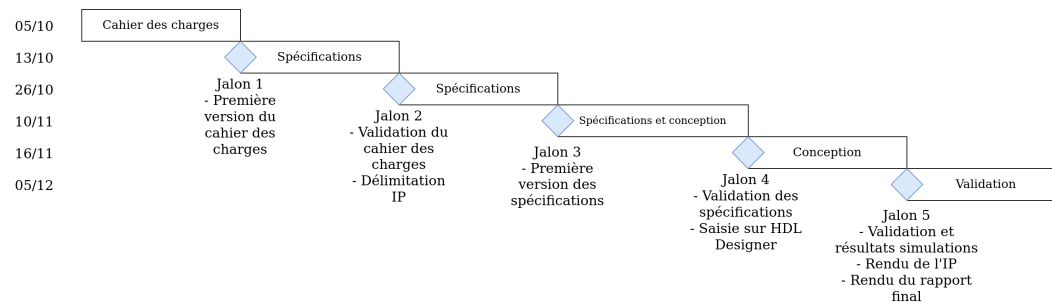 05/10
Cahier des charges
13/10
Spécifications
Jalon 1
- Première
version du
cahier des
charges
26/10
Spécifications
Jalon 2
- Validation du
cahier des
charges
- Délimitation
IP
10/11
Spécifications et conception
Jalon 3
- Première
version des
spécifications
16/11
Conception
Jalon 4
- Validation des
spécifications
- Saisie sur HDL
Designer
05/12
Validation
Jalon 5
- Validation et
résultats simulations
- Rendu de l'IP
- Rendu du rapport
final